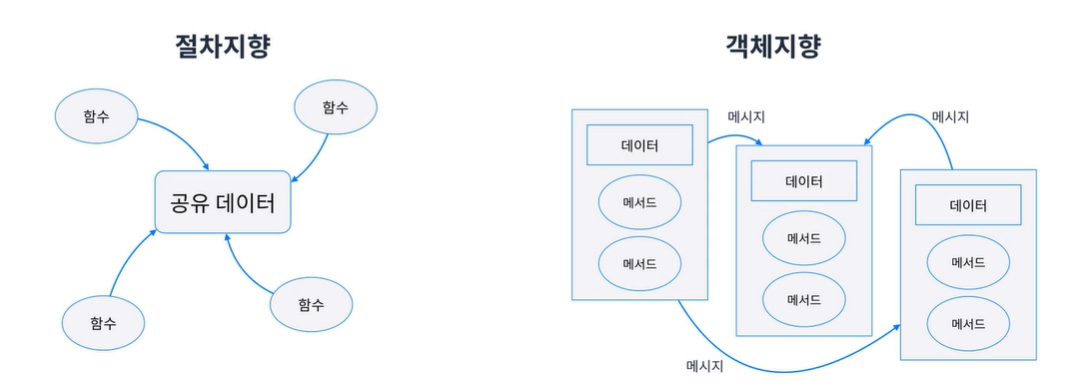 절차지향
함수
함수
공유 데이터
함수
함수
객체지향
메시지
메시지
데이터
메서드
메서드
데이터
메서드
메서드
데이터
메서드
메서드
메시지